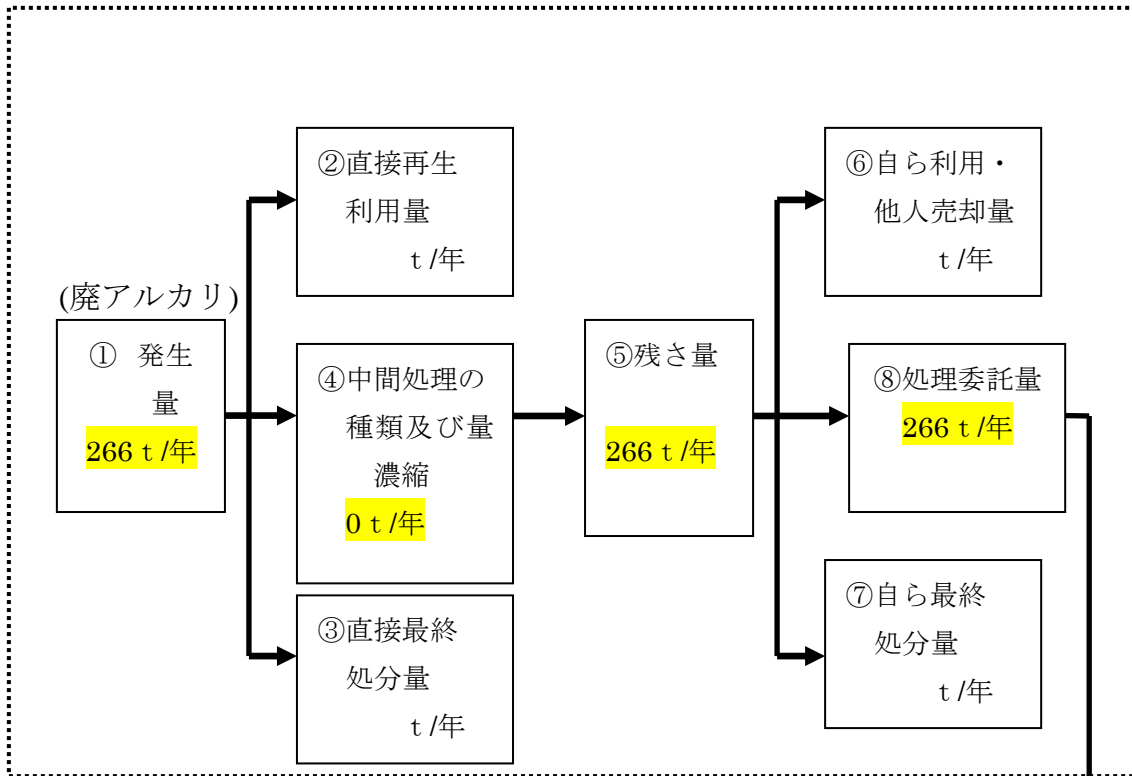 (廃アルカリ)
① 発生
量
266 t/年
②直接再生
利用量
t/年
④中間処理の
種類及び量
濃縮
0 t/年
③直接最終
処分量
t/年
⑤残さ量
266 t/年
⑥自ら利用・
他人売却量
t/年
⑧処理委託量
266 t/年
⑦自ら最終
処分量
t/年